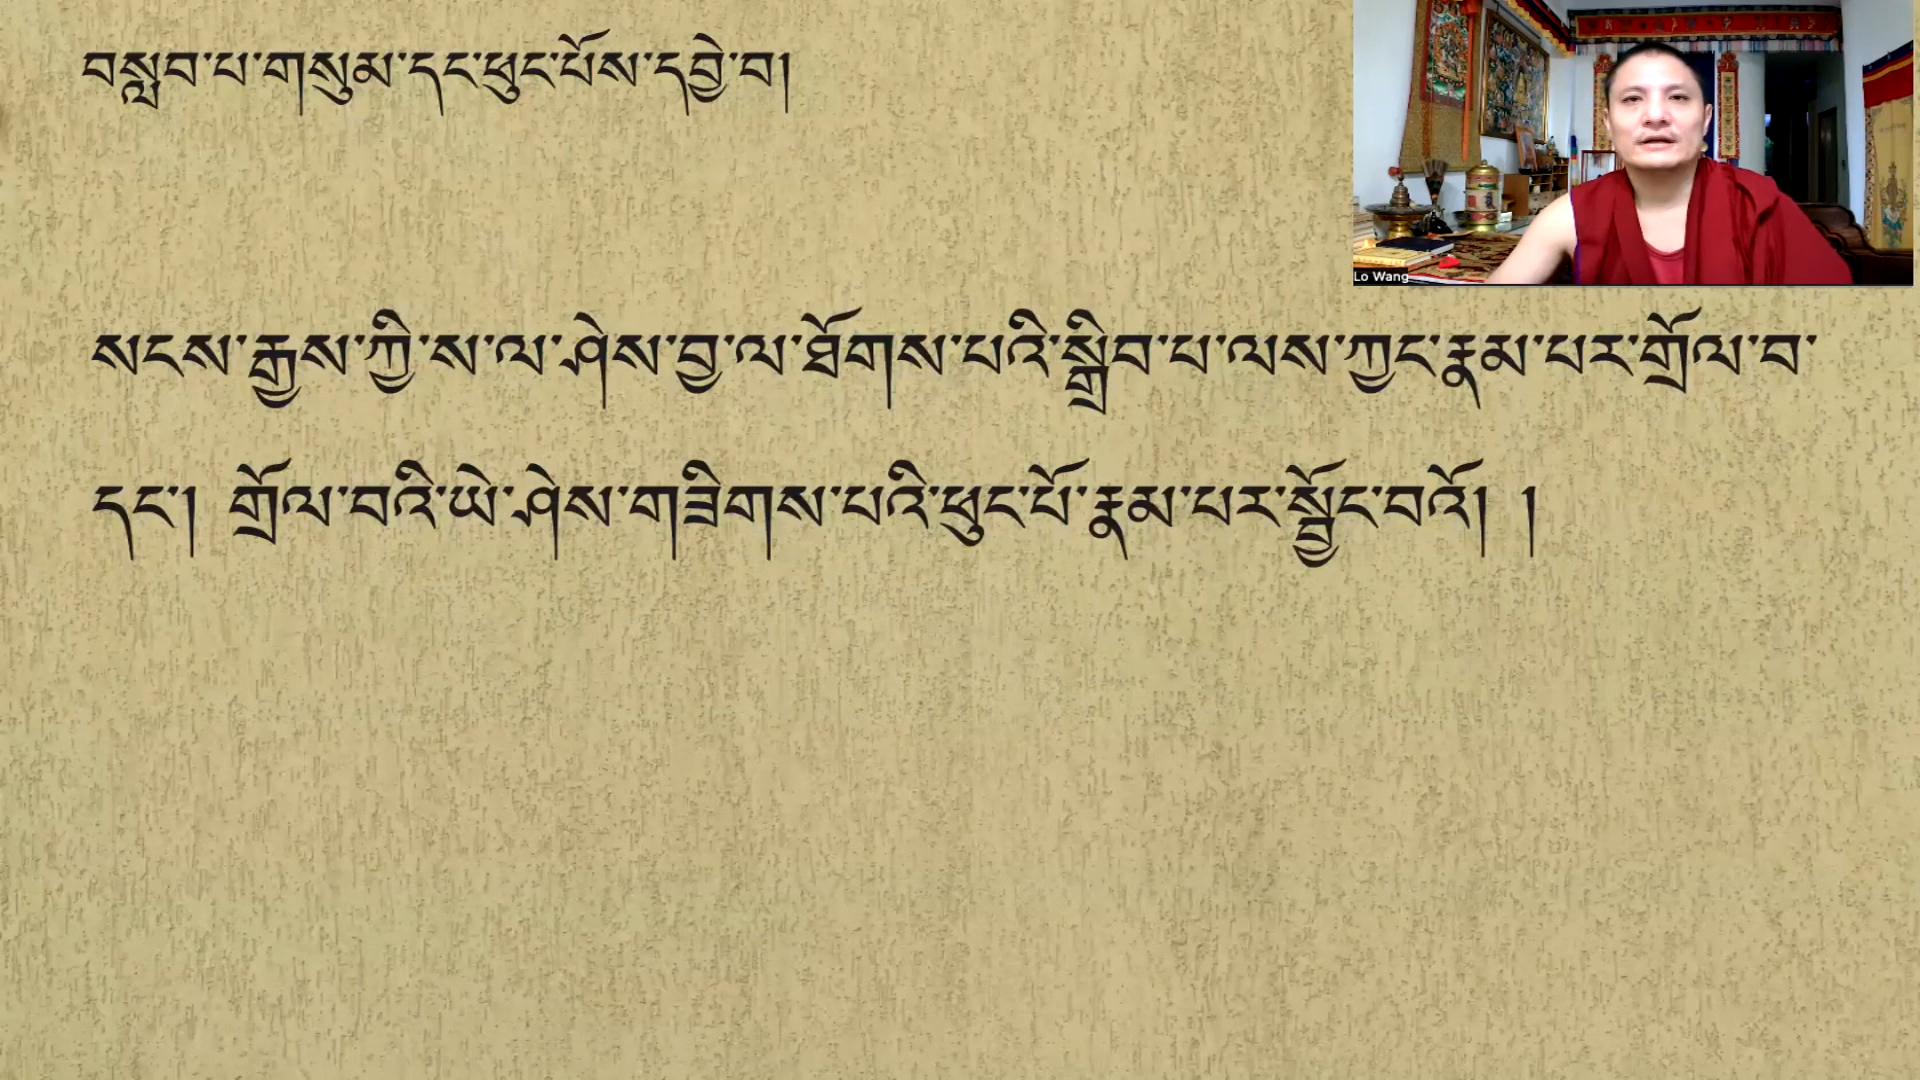 བསླབ་པ་གསུམ་དང་ཕུང་པོས་དབྱེ་བ།
Lo Wang
སངས་རྒྱས་ཀྱི་ས་ལ་ཤེས་བྱ་ལ་ཐོགས་པའི་སྒྲིབ་པ་ལས་ཀྱང་རྣམ་པར་གྲོལ་བ་
དང་། གྲོལ་བའི་ཡེ་ཤེས་གཟིགས་པའི་ཕུང་པོ་རྣམ་པར་སྦྱོང་བའོ། །